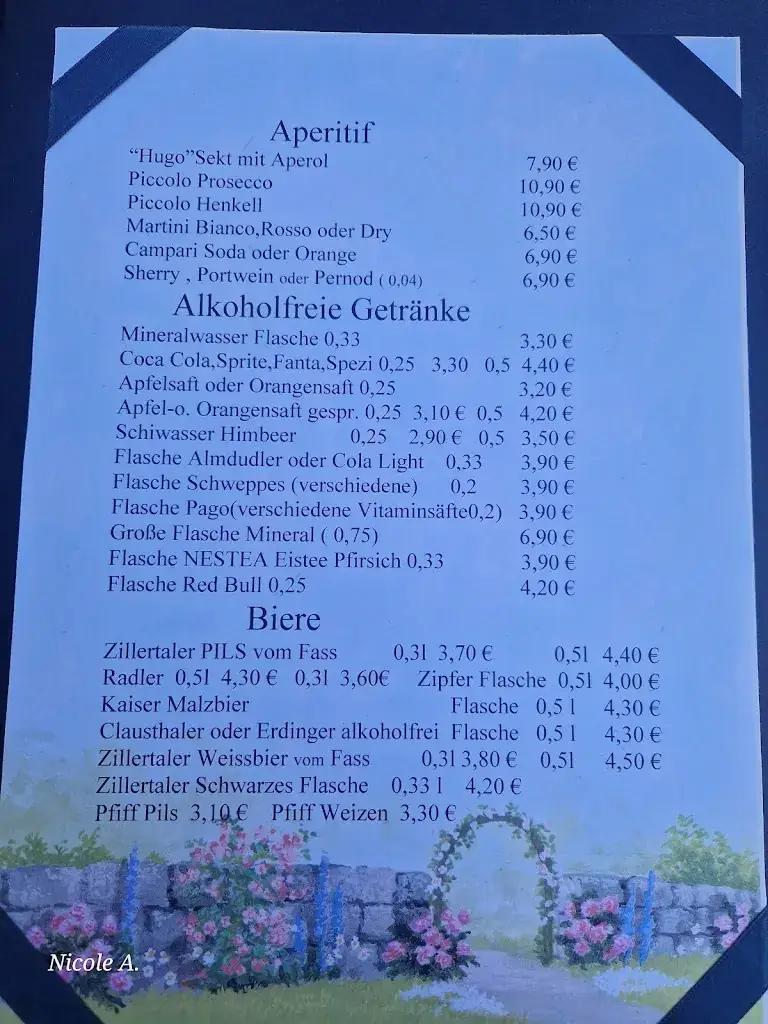 Aperitif
“Hugo”Sekt mit Aperol 7,90 €
Piccolo Prosecco 10,90 €
Piccolo Henkell 10,90 €
Martini Bianco,Rosso oder Dry 6,50 €
Campari Soda oder Orange 6,90 €
Sherry , Portwein oder Pernod ( 0,04) 6,90 €
Alkoholfreie Getränke
Mineralwasser Flasche 0,33 3,30 €
Coca Cola,Sprite,Fanta,Spezi 0,25 3,30 0,5 4,40 €
Apfelsaft oder Orangensaft 0,25 3,20 €
Apfel-o. Orangensaft gespr. 0,25 3,10 € 0,5 4,20 €
Schiwasser Himbeer 0,25 2,90 € 0,5 3,50 €
Flasche Almdudler oder Cola Light 0,33 3,90 €
Flasche Schweppes (verschiedene) 0,2 3,90 €
Flasche Pago(verschiedene Vitaminsäfte0,2) 3,90 €
Große Flasche Mineral ( 0,75) 6,90 €
Flasche NESTEA Eistee Pfirsich 0,33 3,90 €
Flasche Red Bull 0,25 4,20 €
Biere
Zillertaler PILS vom Fass 0,3l 3,70 € 0,5l 4,40 €
Radler 0,5l 4,30 € 0,3l 3,60€ Zipfer Flasche 0,5l 4,00 €
Kaiser Malzbier Flasche 0,5 l 4,30 €
Clausthaler oder Erdinger alkoholfrei Flasche 0,5 l 4,30 €
Zillertaler Weissbier vom Fass 0,3l 3,80 € 0,5l 4,50 €
Zillertaler Schwarzes Flasche 0,33 l 4,20 €
Pfiff Pils 3,10 € Pfiff Weizen 3,30 €
Nicole A.